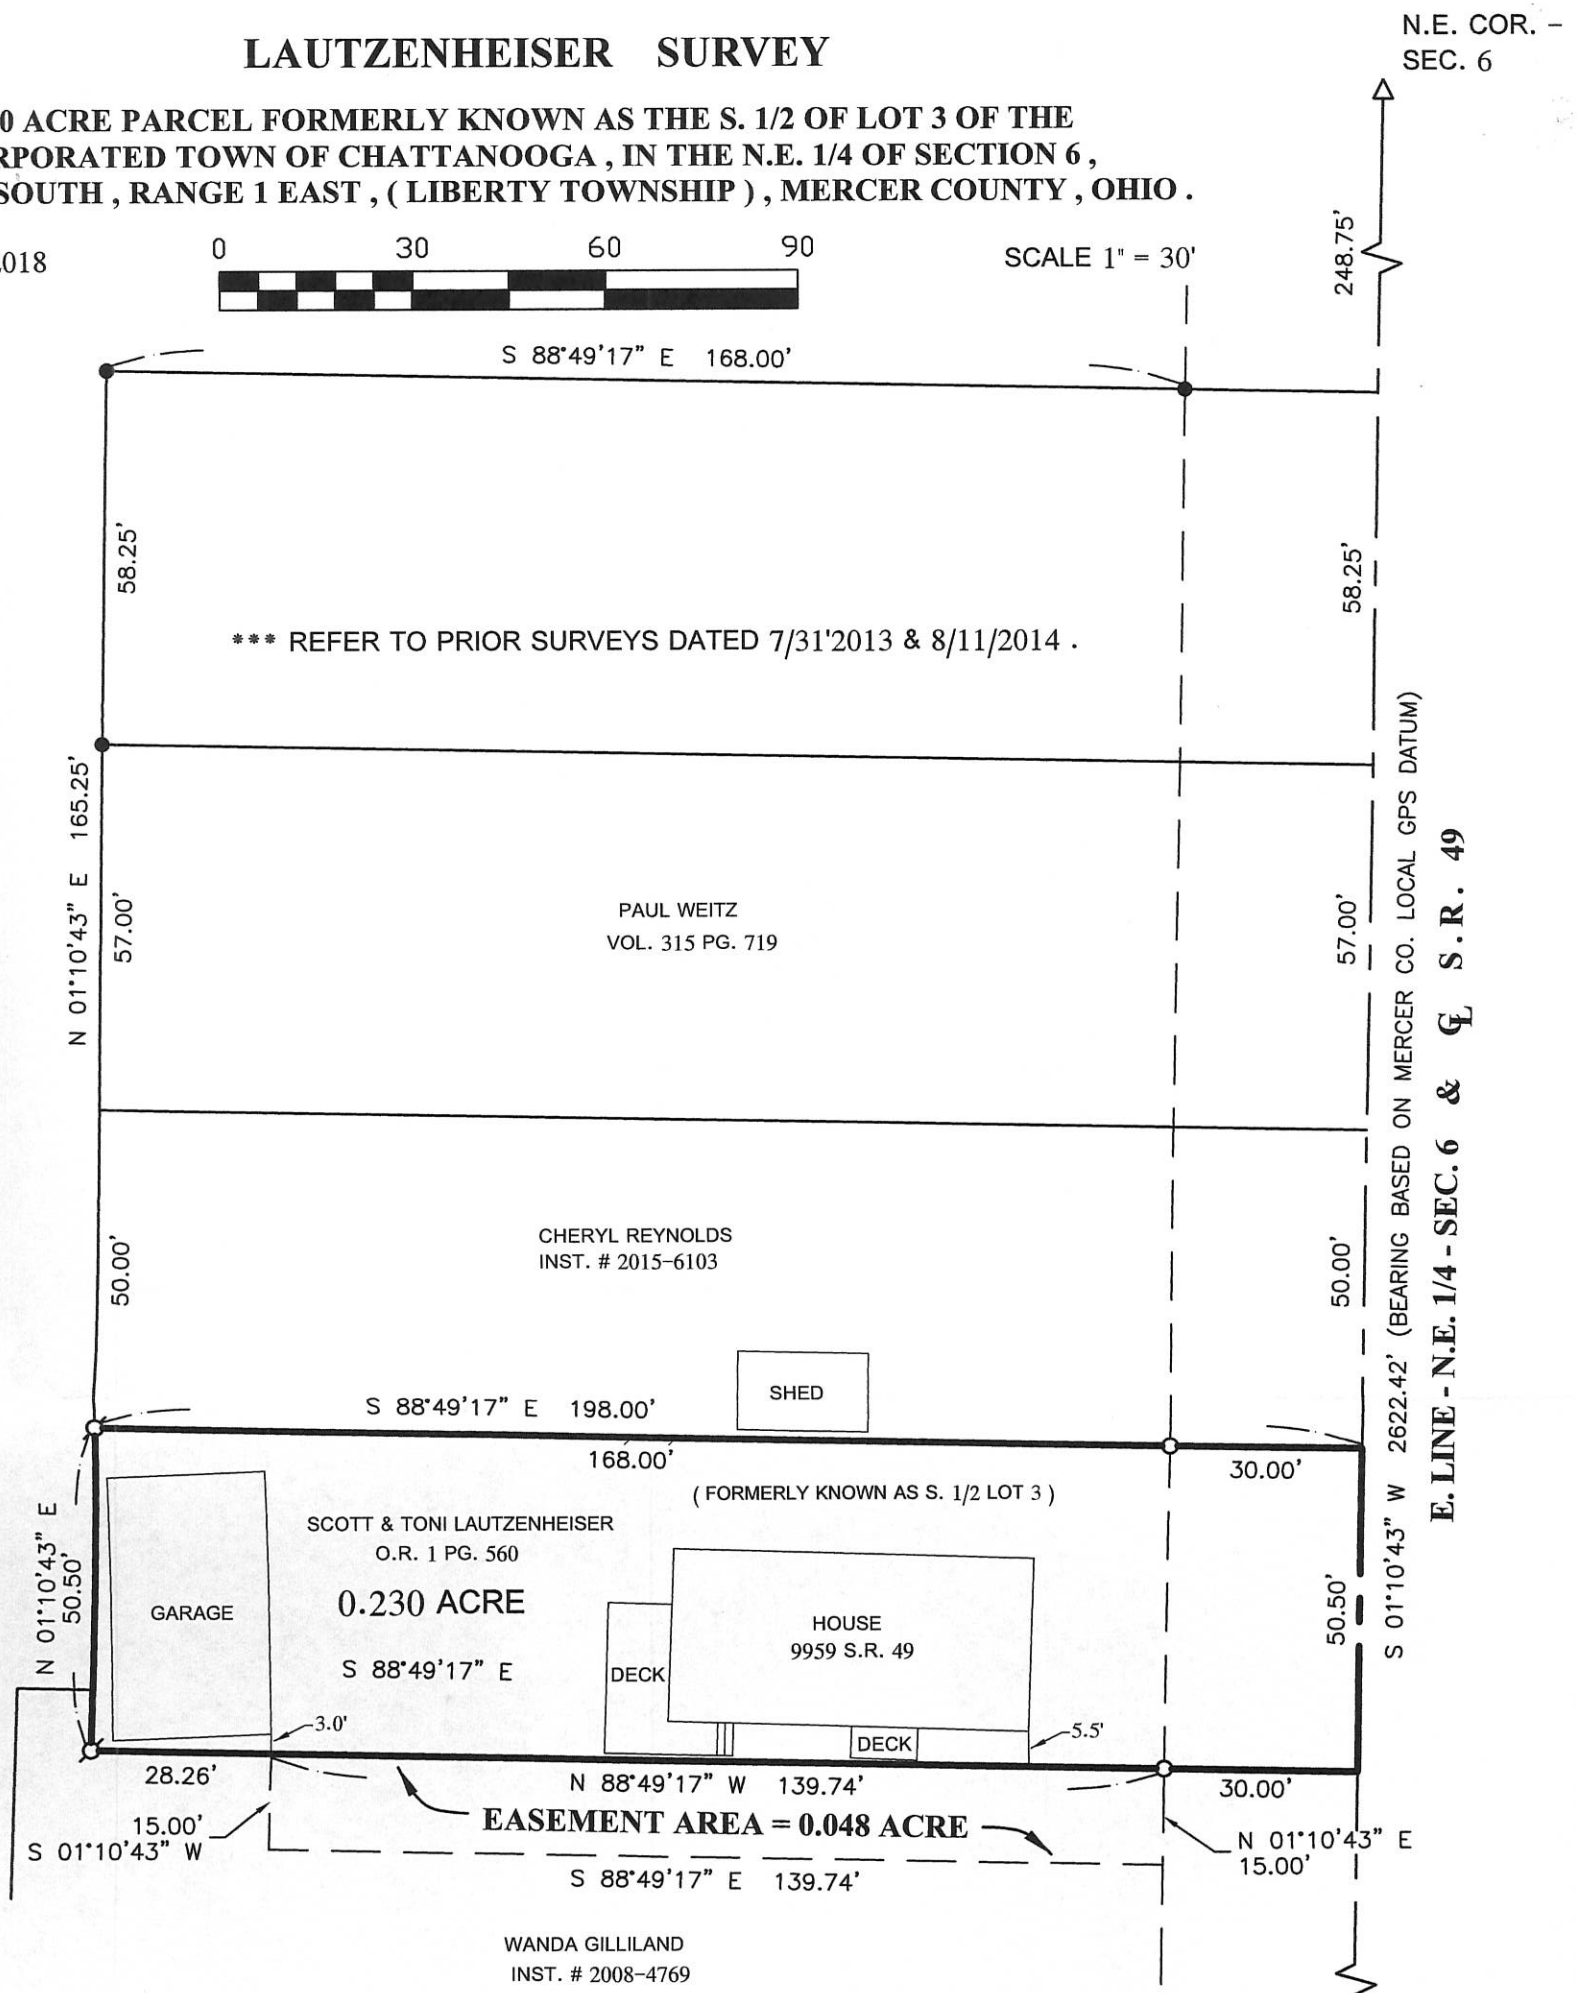 N.E. COR. -
SEC. 6
LAUTZENHEISER SURVEY
0 ACRE PARCEL FORMERLY KNOWN AS THE S. 1/2 OF LOT 3 OF THE
RPORATED TOWN OF CHATTANOOGA , IN THE N.E. 1/4 OF SECTION 6 ,
SOUTH , RANGE 1 EAST , ( LIBERTY TOWNSHIP ) , MERCER COUNTY , OHIO .
018
0 30 60 90
SCALE 1" = 30'
248.75'
S 88°49'17" E 168.00'
58.25'
58.25'
*** REFER TO PRIOR SURVEYS DATED 7/31'2013 & 8/11/2014 .
N 01°10'43" E 165.25'
57.00'
PAUL WEITZ
VOL. 315 PG. 719
57.00'
S 01°10'43" W 2622.42' (BEARING BASED ON MERCER CO. LOCAL GPS DATUM)
E. LINE - N.E. 1/4 - SEC. 6 & ℄ S.R. 49
50.00'
CHERYL REYNOLDS
INST. # 2015-6103
50.00'
SHED
S 88°49'17" E 198.00'
168.00'
30.00'
( FORMERLY KNOWN AS S. 1/2 LOT 3 )
N 01°10'43" E
50.50'
SCOTT & TONI LAUTZENHEISER
O.R. 1 PG. 560
0.230 ACRE
S 88°49'17" E
GARAGE
HOUSE
9959 S.R. 49
DECK
DECK
50.50'
3.0'
5.5'
28.26'
N 88°49'17" W 139.74'
30.00'
EASEMENT AREA = 0.048 ACRE
15.00'
S 01°10'43" W
N 01°10'43" E
15.00'
S 88°49'17" E 139.74'
WANDA GILLILAND
INST. # 2008-4769